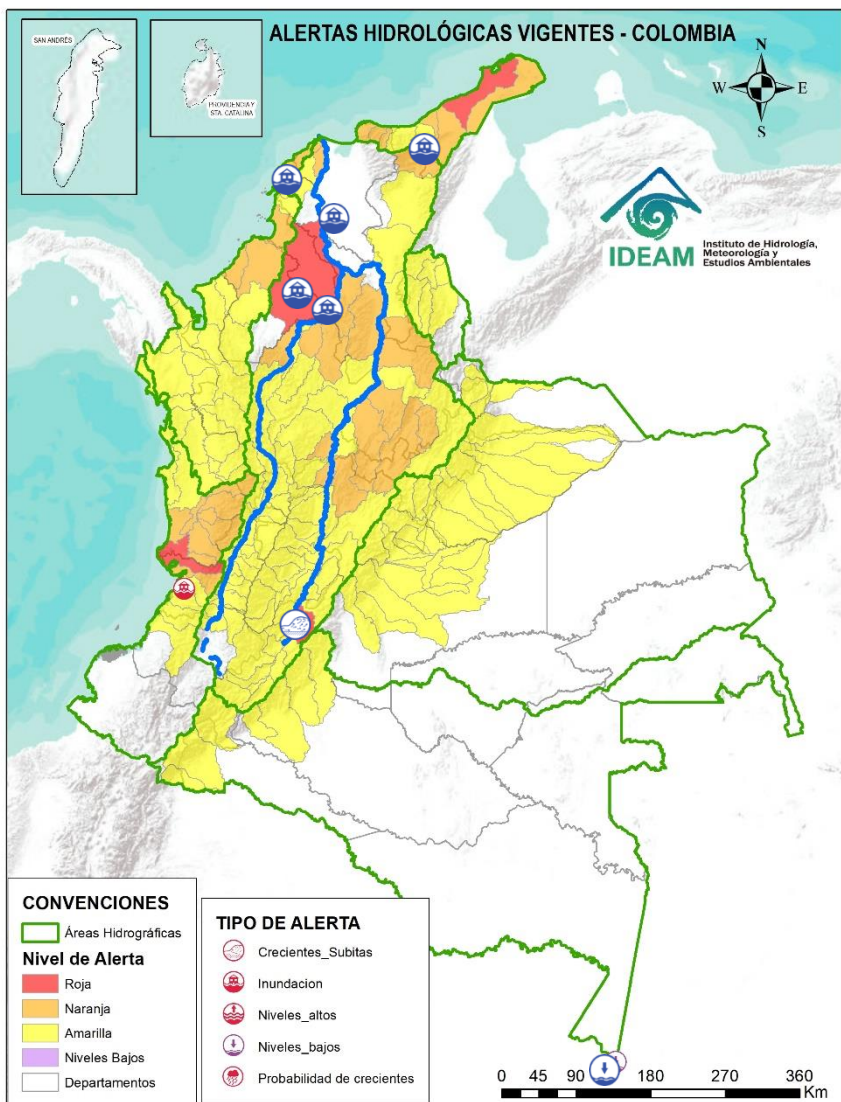 SAN ANDRÉS
PROVIDENCIA Y
STA. CATALINA
ALERTAS HIDROLÓGICAS VIGENTES - COLOMBIA
N
W
E
S
IDEAM
Instituto de Hidrología,
Meteorología y
Estudios Ambientales
CONVENCIONES
Áreas Hidrográficas
Nivel de Alerta
Roja
Naranja
Amarilla
Niveles Bajos
Departamentos
TIPO DE ALERTA
Crecientes_Subitas
Inundacion
Niveles_altos
Niveles_bajos
Probabilidad de crecientes
0 45 90 180 270 360
Km